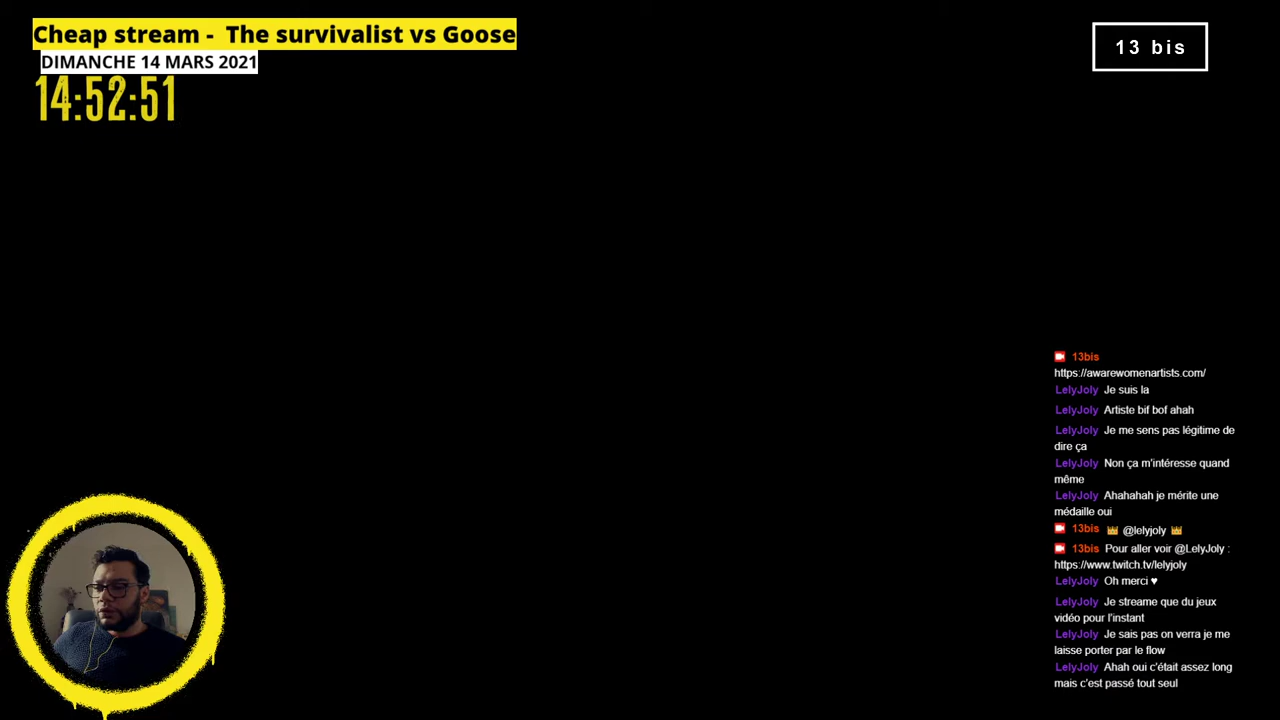 Cheap stream -  The survivalist vs Goose
DIMANCHE 14 MARS 2021
14:52:51
13 bis
13bis
https://awarewomenartists.com/
LelyJoly Je suis la
LelyJoly Artiste bif bof ahah
LelyJoly Je me sens pas légitime de
dire ça
LelyJoly Non ça m'intéresse quand
même
LelyJoly Ahahahah je mérite une
médaille oui
13bis 👑 @lelyjoly 👑
13bis Pour aller voir @LelyJoly :
https://www.twitch.tv/lelyjoly
LelyJoly Oh merci ♥
LelyJoly Je streame que du jeux
vidéo pour l'instant
LelyJoly Je sais pas on verra je me
laisse porter par le flow
LelyJoly Ahah oui c'était assez long
mais c'est passé tout seul